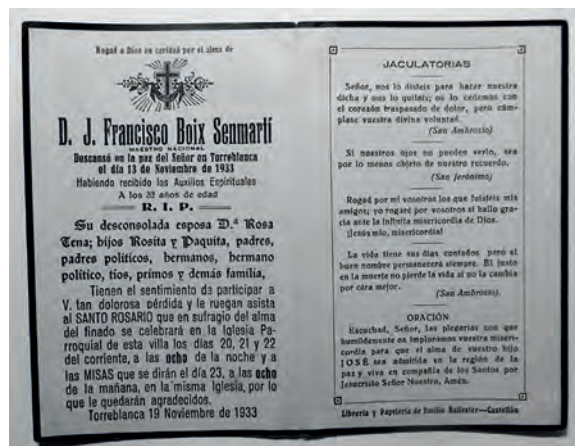 Rogad a Dios en caridad por el alma de
D. J. Francisco Boix Senmartí
MAESTRO NACIONAL
Descansó en la paz del Señor en Torreblanca
el día 13 de Noviembre de 1933
Habiendo recibido los Auxilios Espirituales
A los 32 años de edad
R. I. P.
Su desconsolada esposa D.ª Rosa
Tena; hijos Rosita y Paquita, padres,
padres políticos, hermanos, hermano
político, tíos, primos y demás família,
Tienen el sentimiento da participar a
V. tan dolorosa pérdida y le ruegan asista
al SANTO ROSARIO que en sufragio del alma
del finado se celebrará en la Iglesia Pa-
rroquial de esta villa los días 20, 21 y 22
del corriente, a las ocho de la noche y a
las MISAS que se dirán el día 23, a las ocho
de la mañana, en la misma Iglesia, por lo
que le quedarán agradecidos.
Torreblanca 19 Noviembre de 1933
JACULATORIAS
Señor, nos lo disteis para hacer nuestra
dicha y nos lo quitais; os lo cedemos con
el corazón traspasado de dolor, pero cúm-
plase vuestra divina voluntad.
(San Ambrosio)
Si nuestros ojos no pueden verlo, sea
por lo menos objeto de nuestro recuerdo.
(San Jerónimo)
Rogad por mí vosotros los que fuisteis mis
amigos; yo rogaré por vosotros si hallo gra-
cia ante la infinita misericordia de Dios.
¡Jesús mío, misericordia!
La vida tiene sus días contados pero el
buen nombre permanecerá siempre. El justo
en la muerte no pierde la vida si no la cambia
por otra mejor.
(San Ambrosio).
ORACIÓN
Escuchad, Señor, las plegarias con que
humildemente os imploramos vuestra miseri-
cordia para que el alma de vuestro hijo
JOSÉ sea admitida en la región de la
paz y viva en compañía de los Santos por
Jesucristo Señor Nuestro, Amén.
Librería y Papelería de Emilio Ballester—Castellón